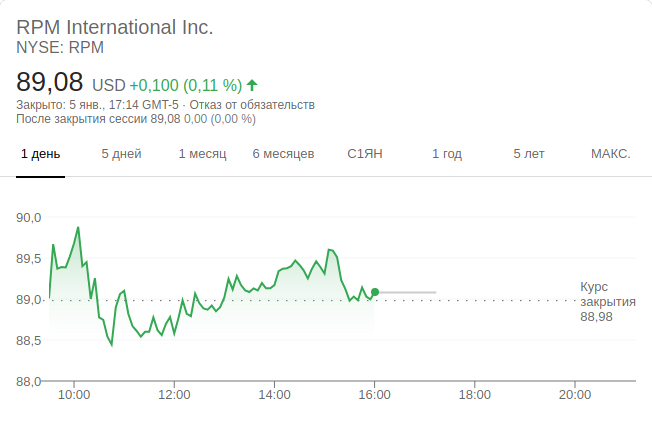 RPM International Inc.
NYSE: RPM
89,08 USD +0,100 (0,11 %)
Закрыто: 5 янв., 17:14 GMT-5 · Отказ от обязательств
После закрытия сессии 89,08 0,00 (0,00 %)
1 день 5 дней 1 месяц 6 месяцев С1ЯН 1 год 5 лет МАКС.
90,0
89,5
89,0
88,5
88,0
Курс
закрытия
88,98
10:00 12:00 14:00 16:00 18:00 20:00